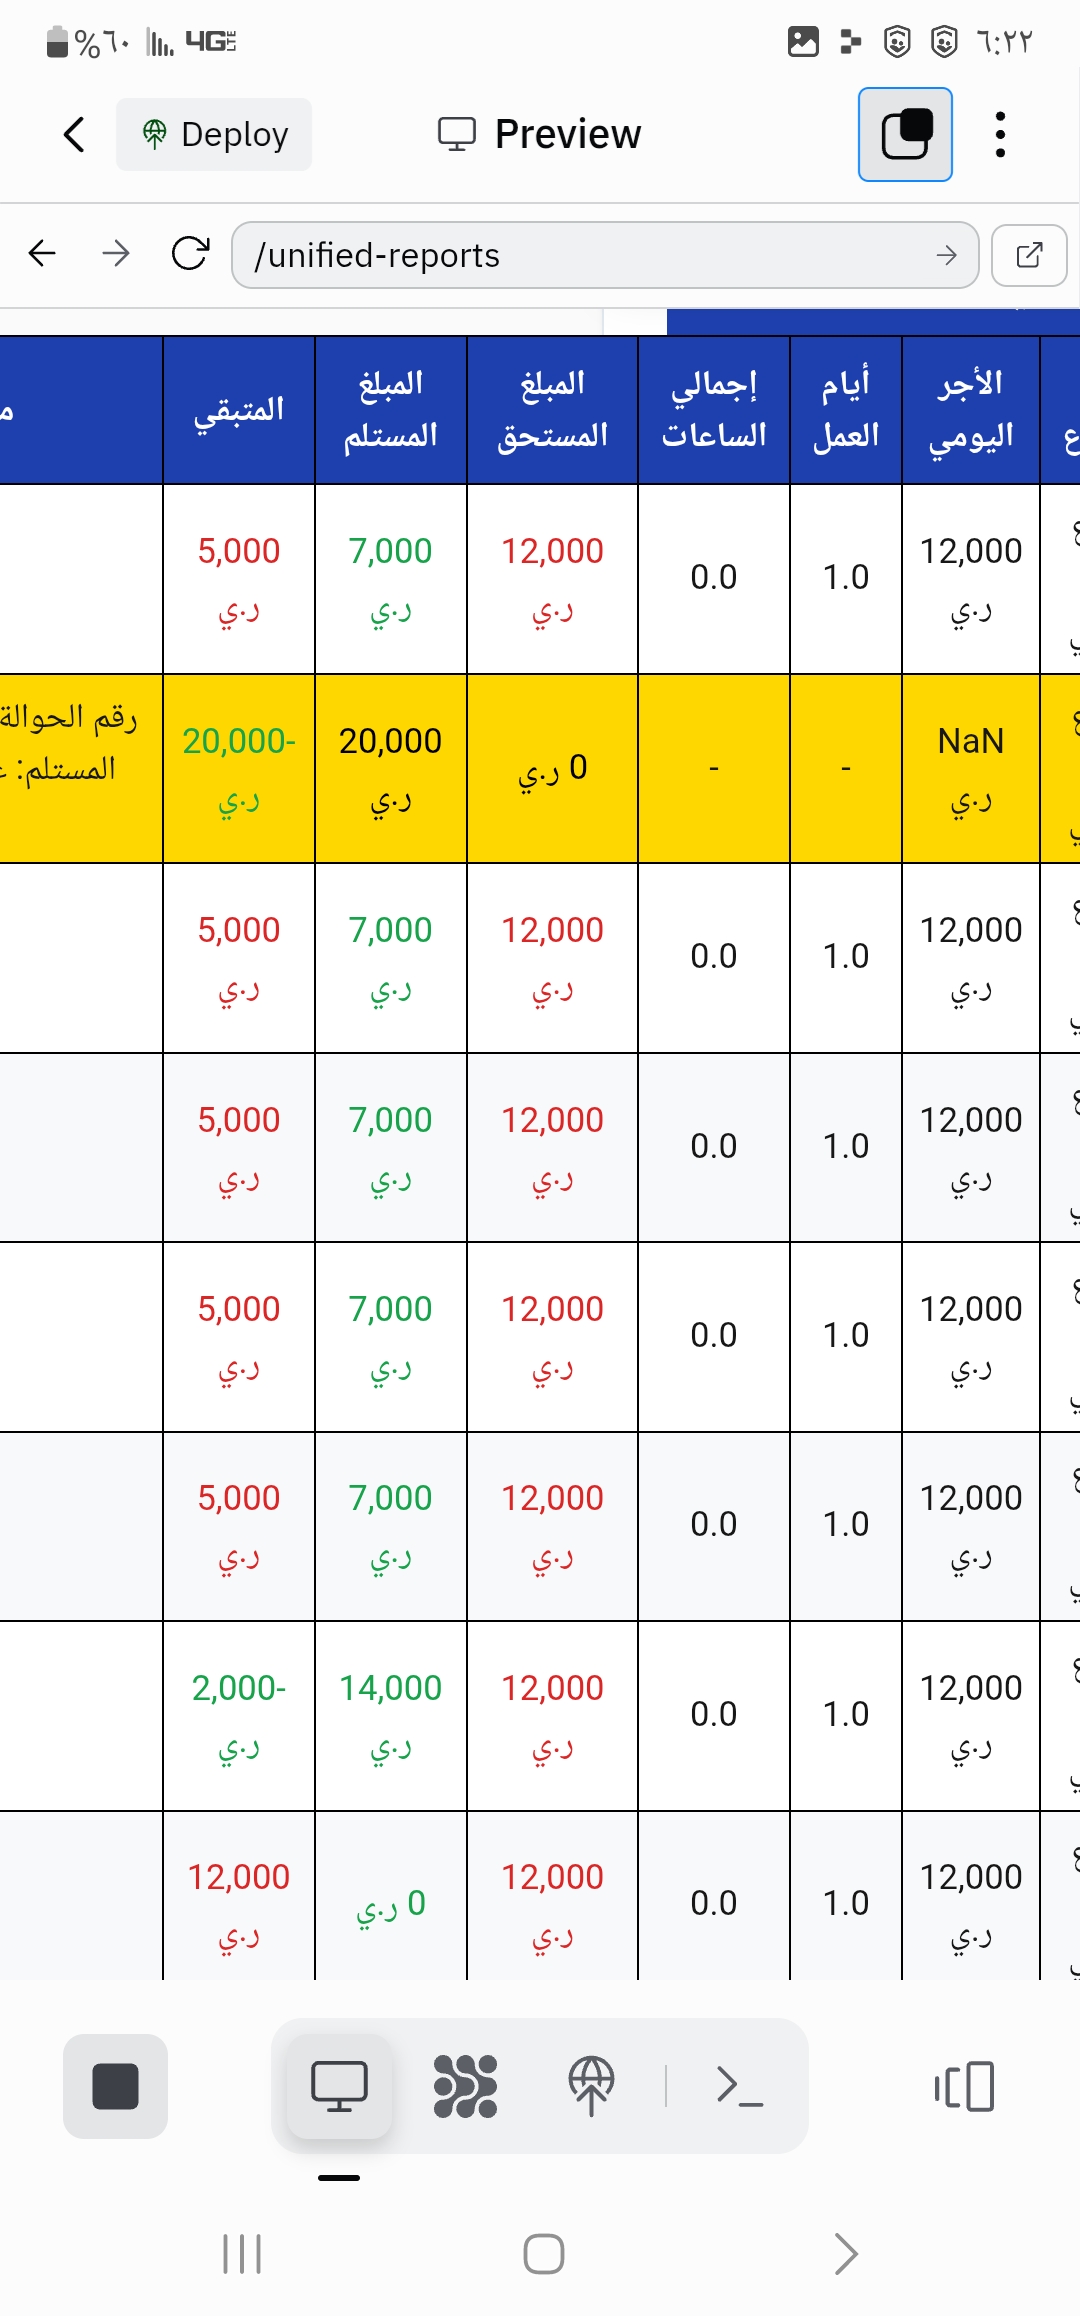 %٦٠ 4G LTE ٦:٢٢
Deploy
Preview
/unified-reports
الأجر اليومي
أيام العمل
إجمالي الساعات
المبلغ المستحق
المبلغ المستلم
المتبقي
12,000 ر.ي
1.0
0.0
12,000 ر.ي
7,000 ر.ي
5,000 ر.ي
NaN ر.ي
-
-
0 ر.ي
20,000 ر.ي
-20,000 ر.ي
رقم الحوالة
المستلم:
12,000 ر.ي
1.0
0.0
12,000 ر.ي
7,000 ر.ي
5,000 ر.ي
12,000 ر.ي
1.0
0.0
12,000 ر.ي
7,000 ر.ي
5,000 ر.ي
12,000 ر.ي
1.0
0.0
12,000 ر.ي
7,000 ر.ي
5,000 ر.ي
12,000 ر.ي
1.0
0.0
12,000 ر.ي
7,000 ر.ي
5,000 ر.ي
12,000 ر.ي
1.0
0.0
12,000 ر.ي
14,000 ر.ي
-2,000 ر.ي
12,000 ر.ي
1.0
0.0
12,000 ر.ي
0 ر.ي
12,000 ر.ي